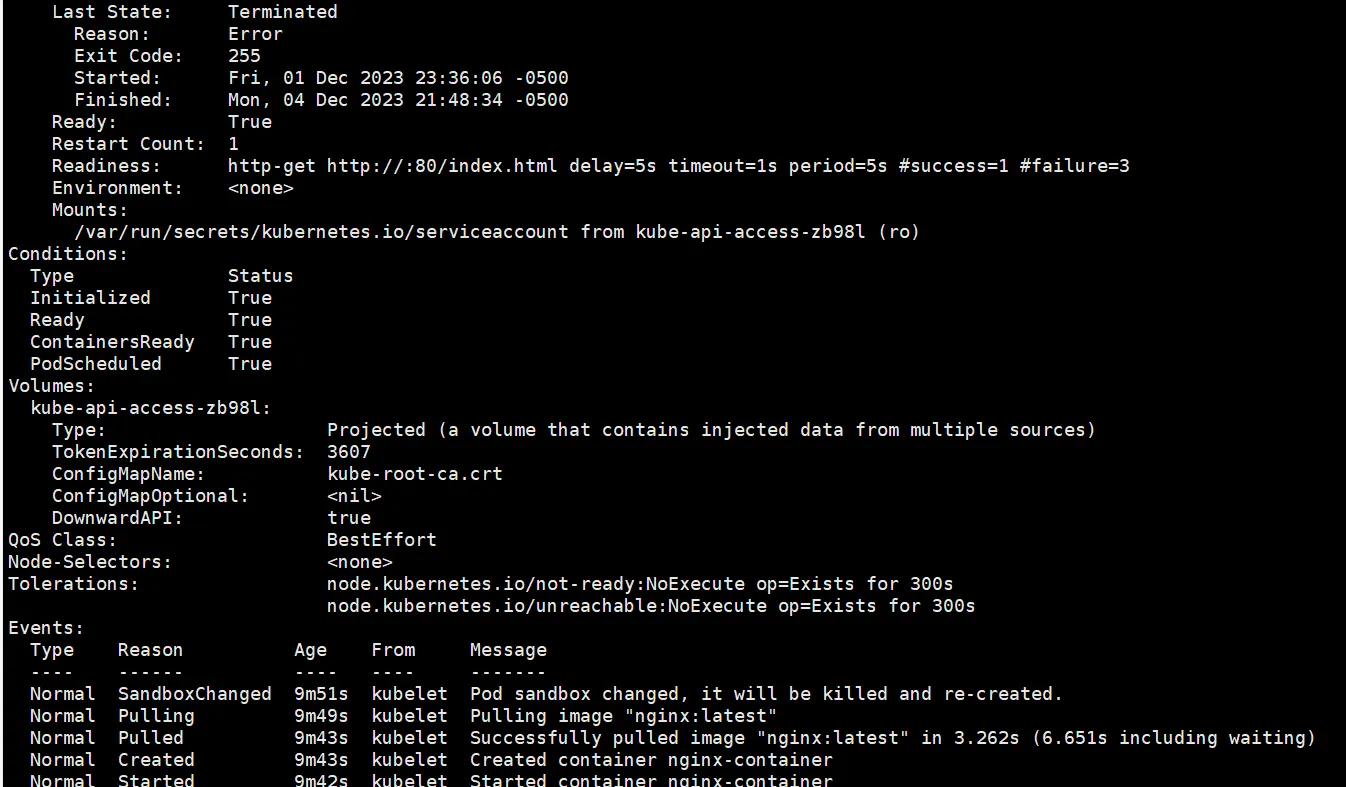 Last State: Terminated
Reason: Error
Exit Code: 255
Started: Fri, 01 Dec 2023 23:36:06 -0500
Finished: Mon, 04 Dec 2023 21:48:34 -0500
Ready: True
Restart Count: 1
Readiness: http-get http://:80/index.html delay=5s timeout=1s period=5s #success=1 #failure=3
Environment: <none>
Mounts:
/var/run/secrets/kubernetes.io/serviceaccount from kube-api-access-zb98l (ro)
Conditions:
Type Status
Initialized True
Ready True
ContainersReady True
PodScheduled True
Volumes:
kube-api-access-zb98l:
Type: Projected (a volume that contains injected data from multiple sources)
TokenExpirationSeconds: 3607
ConfigMapName: kube-root-ca.crt
ConfigMapOptional: <nil>
DownwardAPI: true
QoS Class: BestEffort
Node-Selectors: <none>
Tolerations: node.kubernetes.io/not-ready:NoExecute op=Exists for 300s
node.kubernetes.io/unreachable:NoExecute op=Exists for 300s
Events:
Type Reason Age From Message
---- ------ ---- ---- -------
Normal SandboxChanged 9m51s kubelet Pod sandbox changed, it will be killed and re-created.
Normal Pulling 9m49s kubelet Pulling image "nginx:latest"
Normal Pulled 9m43s kubelet Successfully pulled image "nginx:latest" in 3.262s (6.651s including waiting)
Normal Created 9m43s kubelet Created container nginx-container
Normal Started 9m42s kubelet Started container nginx-container